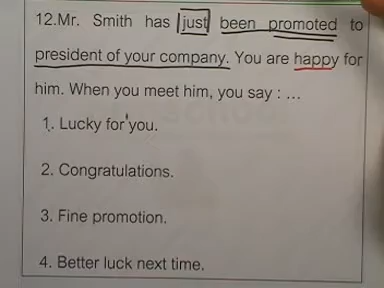 12.Mr. Smith has just been promoted to
president of your company. You are happy for
him. When you meet him, you say : ...
1. Lucky for you.
2. Congratulations.
3. Fine promotion.
4. Better luck next time.